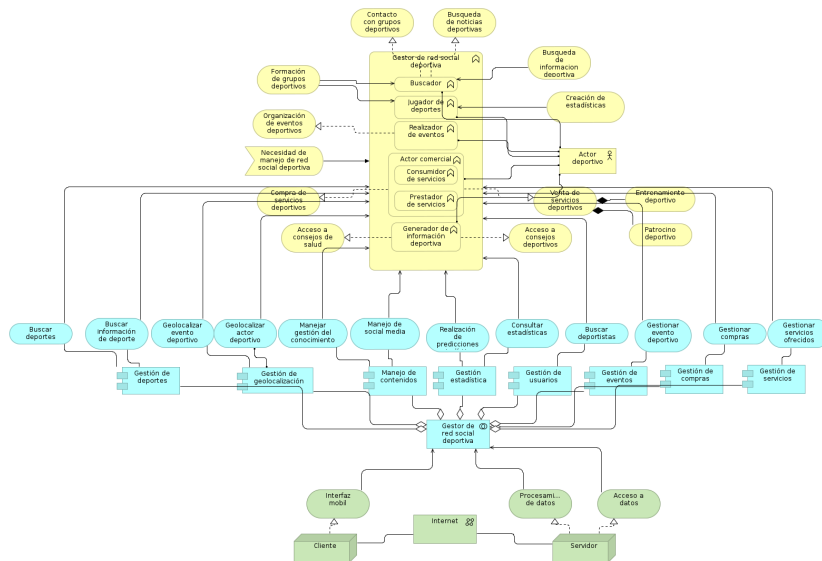 Contacto
con grupos
deportivos
Busqueda
de noticias
deportivas
Gestor de red social
deportiva
Busqueda
de
informacion
deportiva
Formación
de grupos
deportivos
Buscador
Jugador de
deportes
Creación de
estadísticas
Organización
de eventos
deportivos
Realizador
de eventos
Necesidad de
manejo de red
social deportiva
Actor comercial
Consumidor
de servicios
Actor
deportivo
Compra de
servicios
deportivos
Prestador
de servicios
Venta de
servicios
deportivos
Entrenamiento
deportivo
Acceso a
consejos de
salud
Generador de
información
deportiva
Acceso a
consejos
deportivos
Patrocino
deportivo
Buscar
deportes
Buscar
información
de deporte
Geolocalizar
evento
deportivo
Geolocalizar
actor
deportivo
Manejar
gestión del
conocimiento
Manejo de
social media
Realización
de
predicciones
Consultar
estadísticas
Buscar
deportistas
Gestionar
evento
deportivo
Gestionar
compras
Gestionar
servicios
ofrecidos
Gestión de
deportes
Gestión de
geolocalización
Manejo de
contenidos
Gestión
estadística
Gestión de
usuarios
Gestión de
eventos
Gestión de
compras
Gestión de
servicios
Gestor de
red social
deportiva
Interfaz
mobil
Procesami...
de datos
Acceso a
datos
Internet
Cliente
Servidor